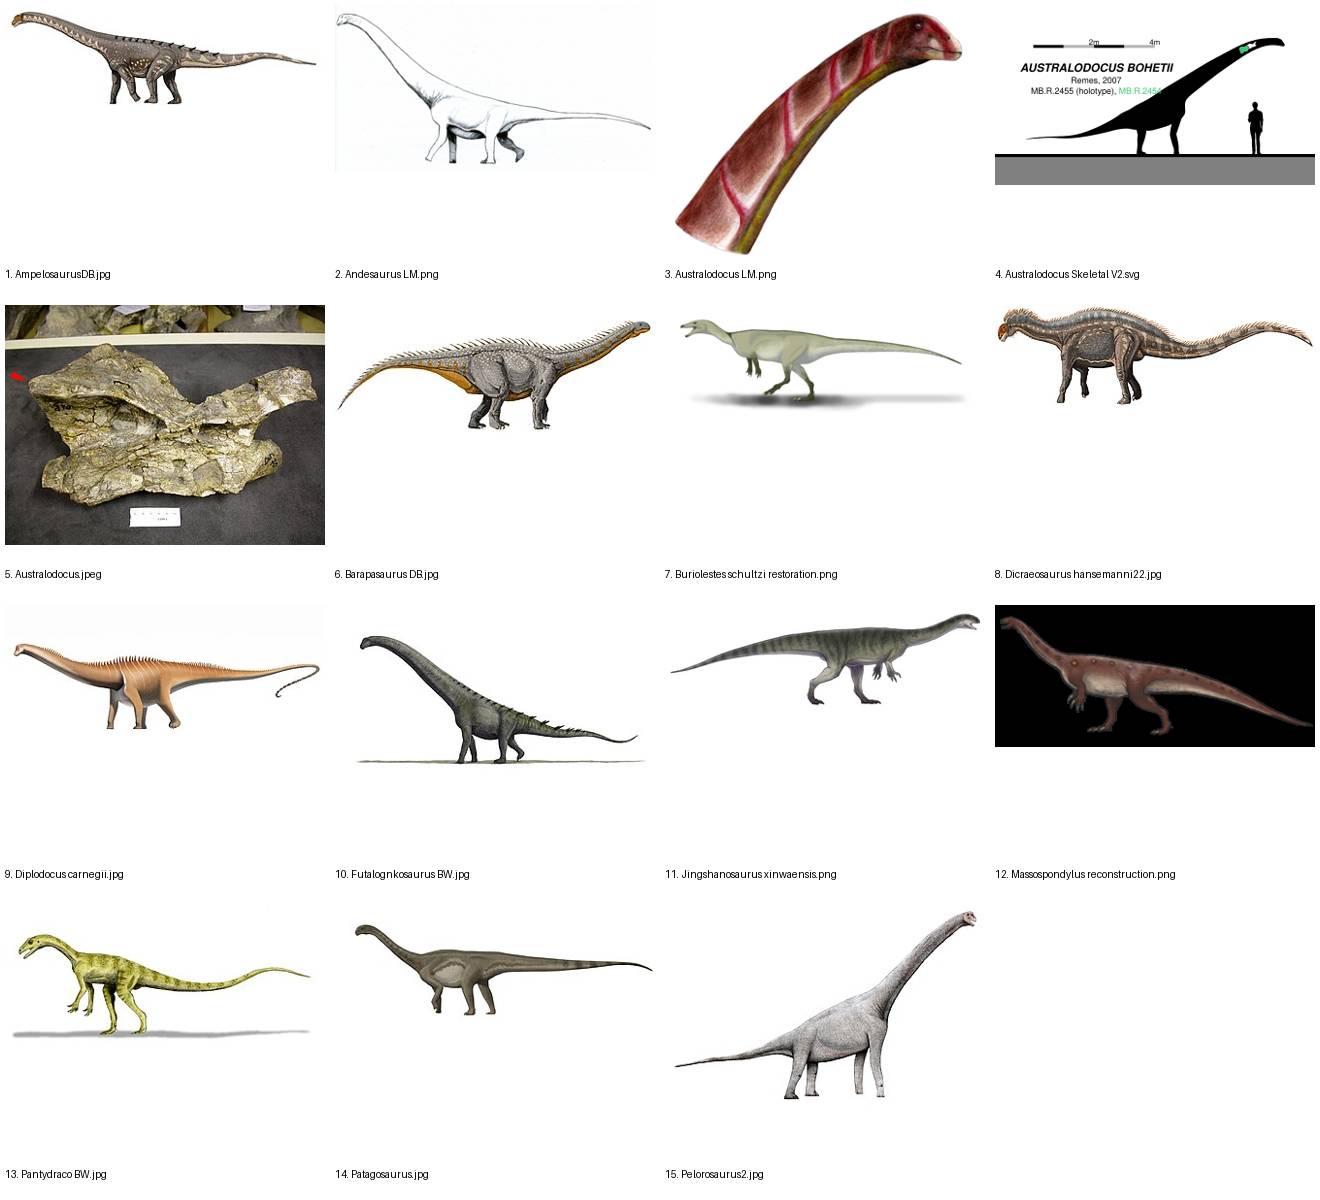 2m 4m
AUSTRALODOCUS BOHETII
Remes, 2007
MB.R.2455 (holotype), MB.R.2454
1. AmpelosaurusDB.jpg
2. Andesaurus LM.png
3. Australodocus LM.png
4. Australodocus Skeletal V2.svg
5. Australodocus.jpeg
6. Barapasaurus DB.jpg
7. Buriolestes schultzi restoration.png
8. Dicraeosaurus hansemanni22.jpg
9. Diplodocus carnegii.jpg
10. Futalognkosaurus BW.jpg
11. Jingshanosaurus xinwaensis.png
12. Massospondylus reconstruction.png
13. Pantydraco BW.jpg
14. Patagosaurus.jpg
15. Pelorosaurus2.jpg